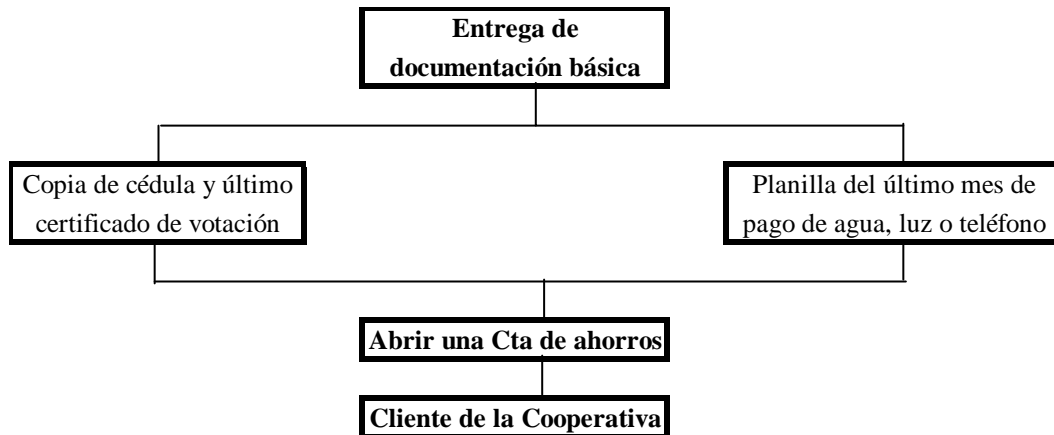 Entrega de
documentación básica
Copia de cédula y último
certificado de votación
Planilla del último mes de
pago de agua, luz o teléfono
Abrir una Cta de ahorros
Cliente de la Cooperativa